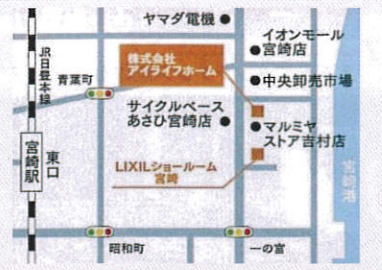 ヤマダ電機
イオンモール
宮崎店
株式会社
アイライフホーム
JR日豊本線
青葉町
中央卸売市場
サイクルベース
あさひ宮崎店
マルミヤ
ストア吉村店
宮崎駅
東口
LIXILショールーム
宮崎
宮崎港
昭和町
一の宮